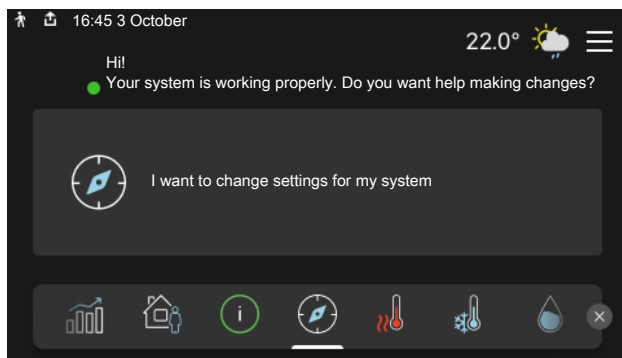 16:45 3 October
22.0°
Hi!
Your system is working properly. Do you want help making changes?
I want to change settings for my system
i